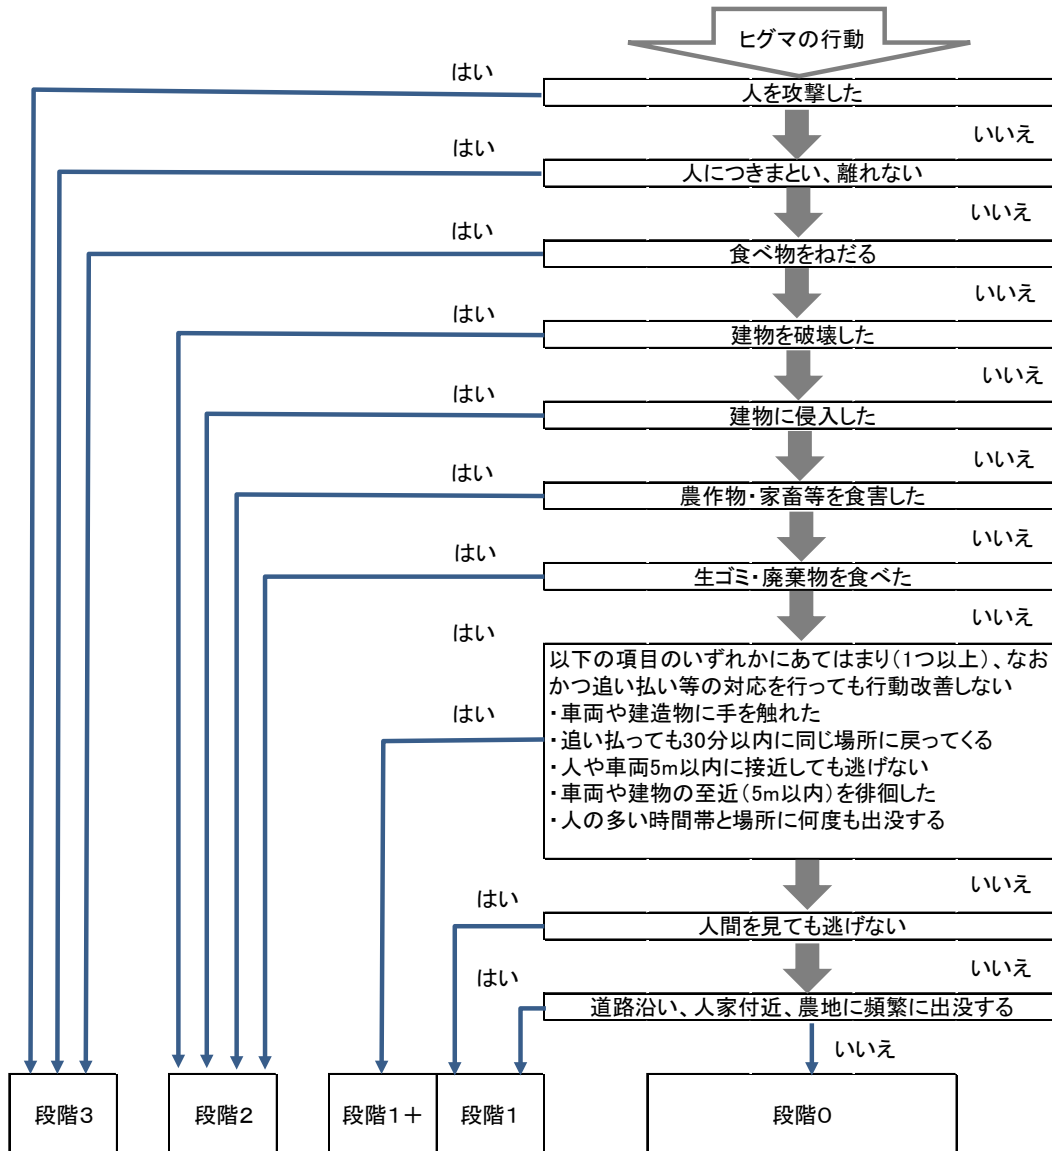 ヒグマの行動
はい
人を攻撃した
いいえ
はい
人につきまとい、離れない
いいえ
はい
食べ物をねだる
いいえ
はい
建物を破壊した
いいえ
はい
建物に侵入した
いいえ
はい
農作物・家畜等を食害した
いいえ
はい
生ゴミ・廃棄物を食べた
いいえ
はい
以下の項目のいずれかにあてはまり(1つ以上)、なお
かつ追い払い等の対応を行っても行動改善しない
・車両や建造物に手を触れた
はい
・追い払っても30分以内に同じ場所に戻ってくる
・人や車両5m以内に接近しても逃げない
・車両や建物の至近(5m以内)を徘徊した
・人の多い時間帯と場所に何度も出没する
いいえ
はい
人間を見ても逃げない
いいえ
はい
道路沿い、人家付近、農地に頻繁に出没する
いいえ
段階3
段階2
段階1+
段階1
段階0